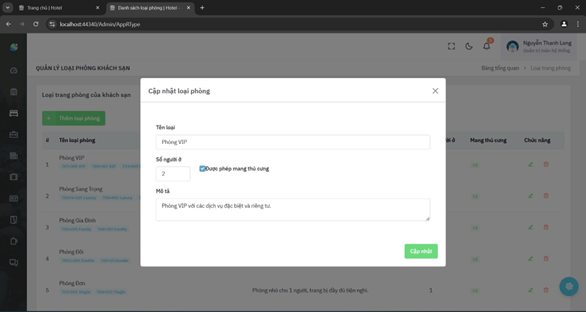 Trang chủ | Hotel
Danh sách loại phòng | Hotel
localhost:44340/Admin/AppRType
Nguyễn Thanh Long
Quản trị toàn hệ thống
QUẢN LÝ LOẠI PHÒNG KHÁCH SẠN
Bảng tổng quan > Loại phòng
Loại trang phòng của khách sạn
+ Thêm loại phòng
# Tên loại phòng
Mang thú cưng Chức năng
1 Phòng VIP
2 Phòng Sang Trọng
3 Phòng Gia Đình
4 Phòng Đôi
5 Phòng Đơn
Phòng nhỏ cho 1 người, trang bị đầy đủ tiện nghi. 3
Cập nhật loại phòng
Tên loại
Phòng VIP
Số người ở
2
Được phép mang thú cưng
Mô tả
Phòng VIP với các dịch vụ đặc biệt và riêng tư.
Cập nhật